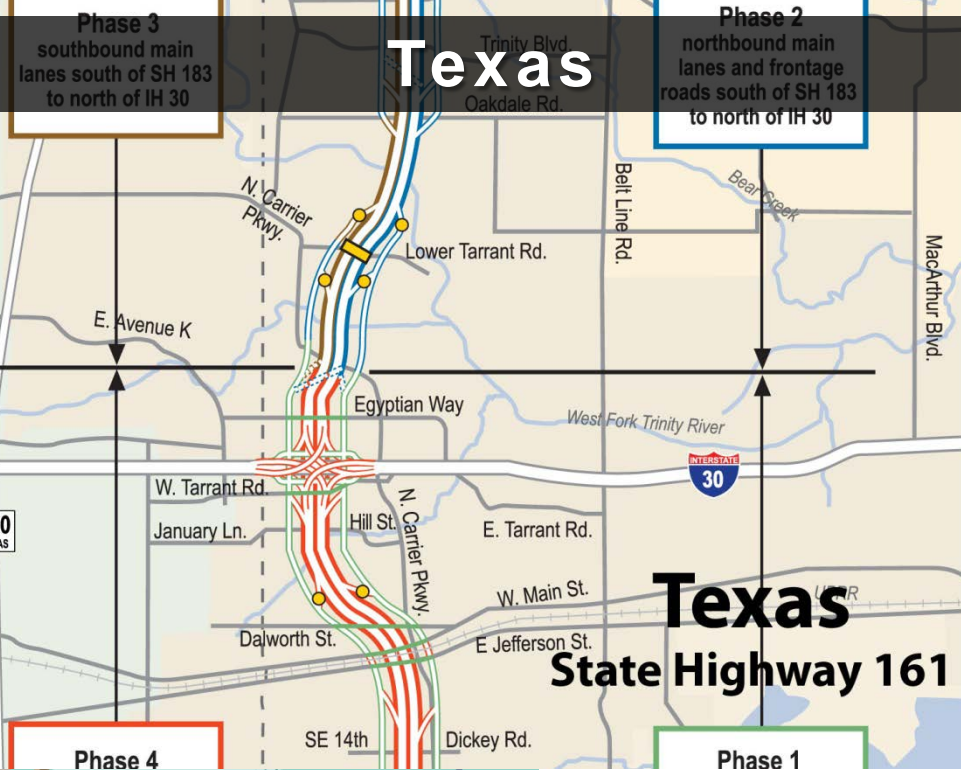 Phase 3
southbound main
lanes south of SH 183
to north of IH 30
Texas
Trinity Blvd.
Oakdale Rd.
Phase 2
northbound main
lanes and frontage
roads south of SH 183
to north of IH 30
N. Carrier
Pkwy.
Belt Line Rd.
Bear Creek
Lower Tarrant Rd.
MacArthur Blvd.
E. Avenue K
Egyptian Way
West Fork Trinity River
INTERSTATE
30
W. Tarrant Rd.
N. Carrier Pkwy.
Hill St.
January Ln.
E. Tarrant Rd.
0
AS
W. Main St.
Texas
UPRR
Dalworth St.
E Jefferson St.
State Highway 161
SE 14th
Dickey Rd.
Phase 4
Phase 1